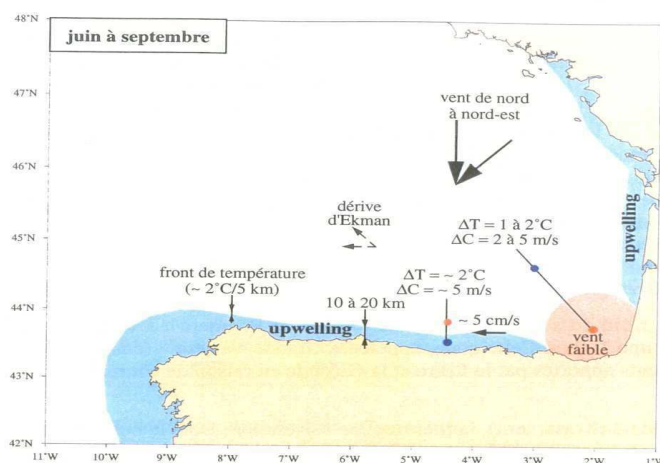 48°N
juin à septembre
47°N
vent de nord
à nord-est
46°N
upwelling
dérive
d'Ekman
ΔT = 1 à 2°C
ΔC = 2 à 5 m/s
45°N
front de température
(~ 2°C/5 km)
ΔT = ~ 2°C
ΔC = ~ 5 m/s
10 à 20 km
44°N
upwelling
~ 5 cm/s
vent
faible
43°N
42°N
11°W
10°W
9°W
8°W
7°W
6°W
5°W
4°W
3°W
2°W
1°W